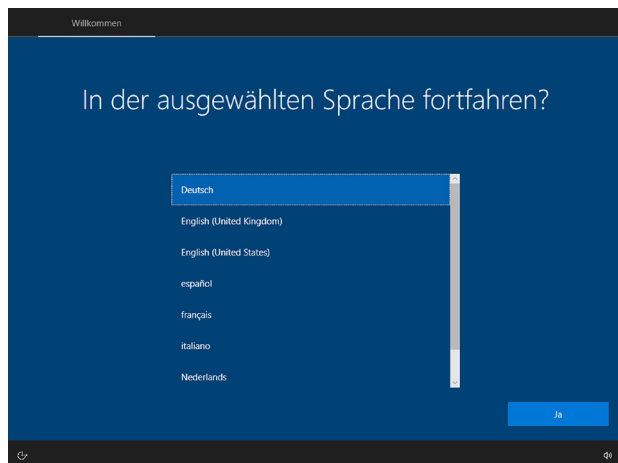 Willkommen
In der ausgewählten Sprache fortfahren?
Deutsch
English (United Kingdom)
English (United States)
español
français
italiano
Nederlands
Ja